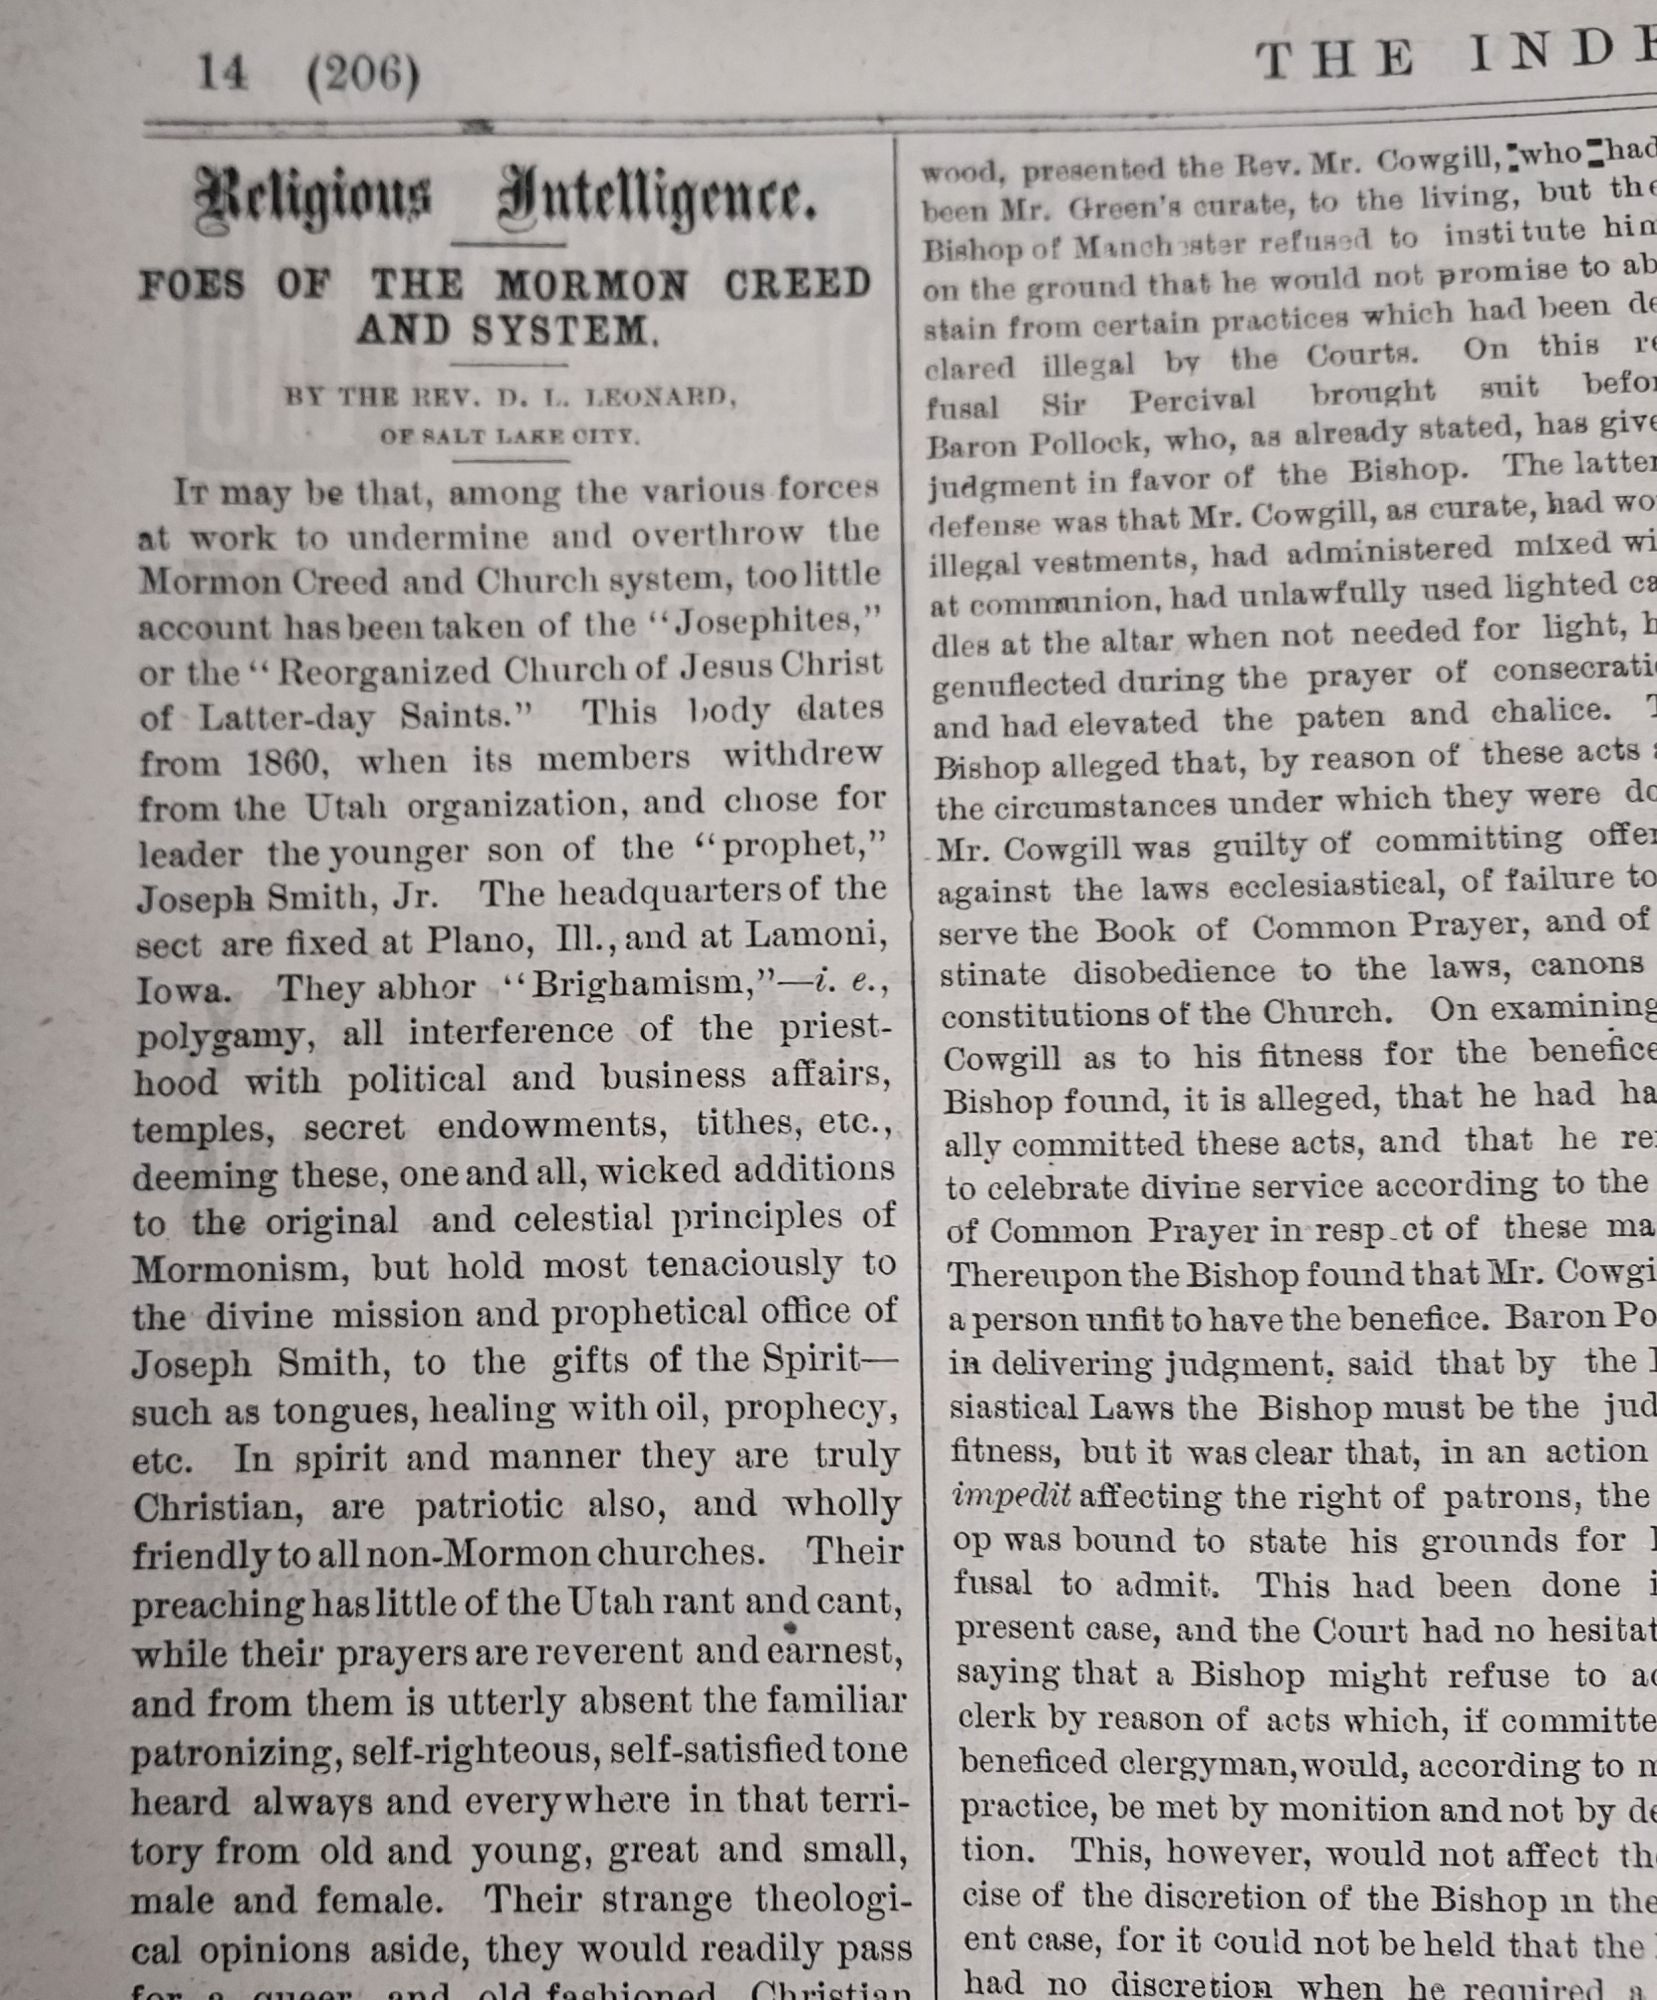 14 (206)
THE INDE
Religious Intelligence.
FOES OF THE MORMON CREED
AND SYSTEM.
BY THE REV. D. L. LEONARD,
OF SALT LAKE CITY.
IT may be that, among the various forces
at work to undermine and overthrow the
Mormon Creed and Church system, too little
account has been taken of the "Josephites,"
or the "Reorganized Church of Jesus Christ
of Latter-day Saints." This body dates
from 1860, when its members withdrew
from the Utah organization, and chose for
leader the younger son of the "prophet,"
Joseph Smith, Jr. The headquarters of the
sect are fixed at Plano, Ill., and at Lamoni,
Iowa. They abhor "Brighamism,"—i. e.,
polygamy, all interference of the priest-
hood with political and business affairs,
temples, secret endowments, tithes, etc.,
deeming these, one and all, wicked additions
to the original and celestial principles of
Mormonism, but hold most tenaciously to
the divine mission and prophetical office of
Joseph Smith, to the gifts of the Spirit—
such as tongues, healing with oil, prophecy,
etc. In spirit and manner they are truly
Christian, are patriotic also, and wholly
friendly to all non-Mormon churches. Their
preaching has little of the Utah rant and cant,
while their prayers are reverent and earnest,
and from them is utterly absent the familiar
patronizing, self-righteous, self-satisfied tone
heard always and everywhere in that terri-
tory from old and young, great and small,
male and female. Their strange theologi-
cal opinions aside, they would readily pass
for a queer and old fashioned Christian
wood, presented the Rev. Mr. Cowgill, who had
been Mr. Green's curate, to the living, but the
Bishop of Manchester refused to institute him
on the ground that he would not promise to ab
stain from certain practices which had been de
clared illegal by the Courts. On this re
fusal Sir Percival brought suit befor
Baron Pollock, who, as already stated, has give
judgment in favor of the Bishop. The latter
defense was that Mr. Cowgill, as curate, had wo
illegal vestments, had administered mixed wi
at communion, had unlawfully used lighted ca
dles at the altar when not needed for light, h
genuflected during the prayer of consecrati
and had elevated the paten and chalice. T
Bishop alleged that, by reason of these acts a
the circumstances under which they were do
Mr. Cowgill was guilty of committing offen
against the laws ecclesiastical, of failure to
serve the Book of Common Prayer, and of
stinate disobedience to the laws, canons
constitutions of the Church. On examining
Cowgill as to his fitness for the benefice
Bishop found, it is alleged, that he had ha
ally committed these acts, and that he re
to celebrate divine service according to the
of Common Prayer in resp.ct of these ma
Thereupon the Bishop found that Mr. Cowgi
a person unfit to have the benefice. Baron Po
in delivering judgment, said that by the
siastical Laws the Bishop must be the jud
fitness, but it was clear that, in an action
impedit affecting the right of patrons, the
op was bound to state his grounds for
fusal to admit. This had been done i
present case, and the Court had no hesitat
saying that a Bishop might refuse to ad
clerk by reason of acts which, if committe
beneficed clergyman, would, according to
practice, be met by monition and not by de
tion. This, however, would not affect the
cise of the discretion of the Bishop in the
ent case, for it could not be held that the
had no discretion when he required a